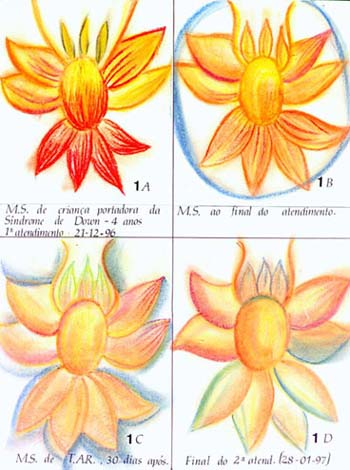 1A
M.S. de criança portadora da
Síndrome de Down - 4 anos
1º atendimento - 21-12-96
1B
M.S. ao final do atendimento.
1C
M.S. de T.AR., 30 dias após.
1D
Final do 2º atend. (28-01-97)